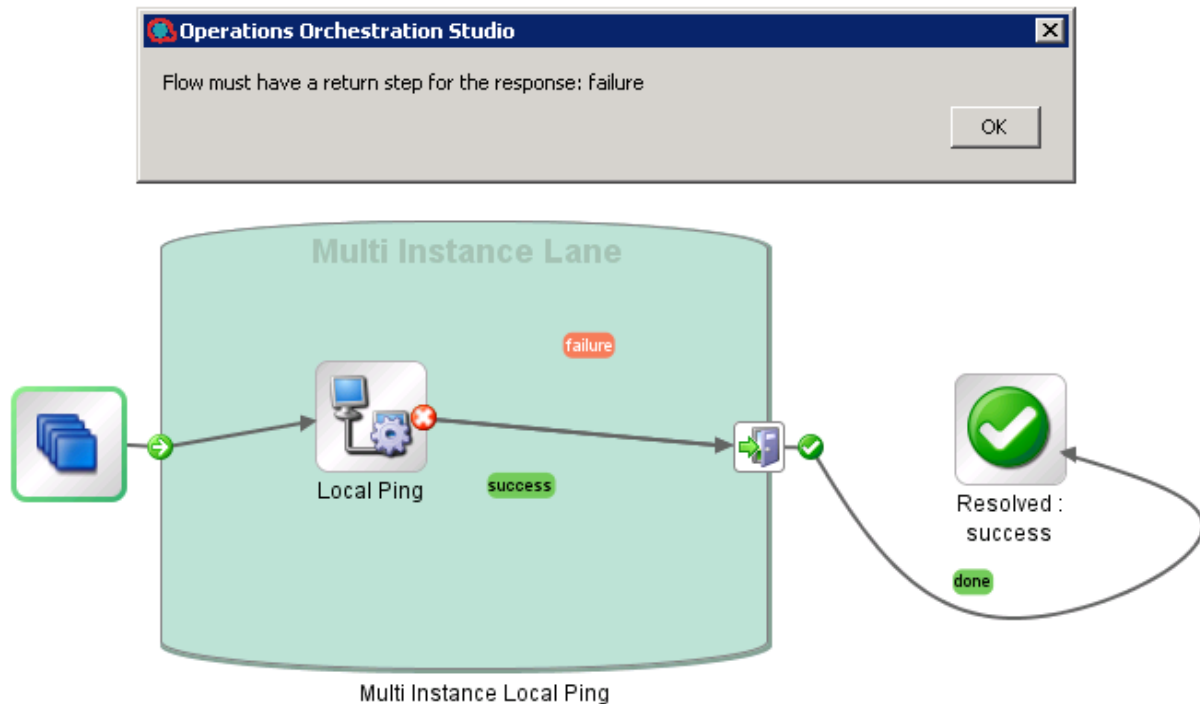 Operations Orchestration Studio
Flow must have a return step for the response: failure
OK
Multi Instance Lane
failure
Local Ping
success
Resolved :
success
done
Multi Instance Local Ping